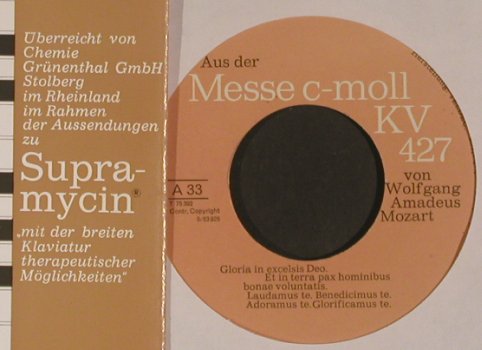 Überreicht von
Chemie
Grünenthal GmbH
Stolberg
im Rheinland
im Rahmen
der Aussendungen
zu
Supra-
mycin®
„mit der breiten
Klaviatur
therapeutischer
Möglichkeiten“
Aus der
Messe c-moll
KV
427
von
Wolfgang
Amadeus
Mozart
A 33
Contr. Copyright
Gloria in excelsis Deo.
Et in terra pax hominibus
bonae voluntatis.
Laudamus te. Benedicimus te.
Adoramus te. Glorificamus te.